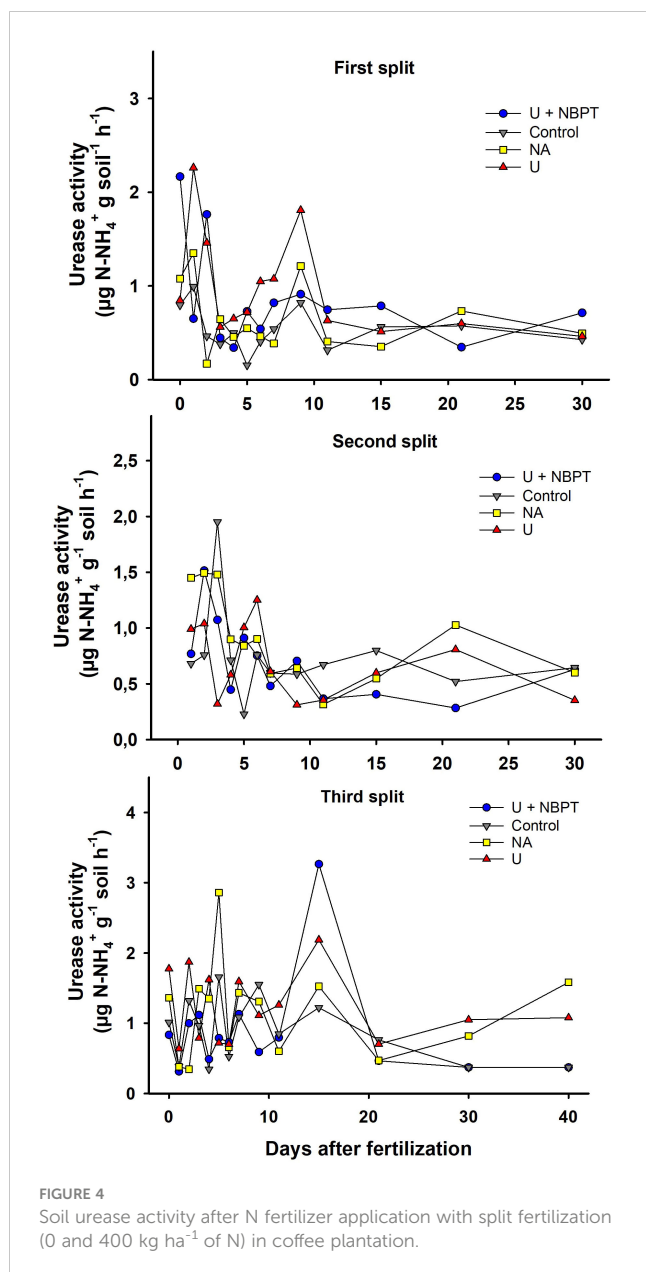 First split
3
2
1
0
Urease activity
(µg N-NH₄⁺ g soil⁻¹ h⁻¹)
U + NBPT
Control
NA
U
0 5 10 15 20 25 30
Second split
2,5
2,0
1,5
1,0
0,5
0,0
Urease activity
(µg N-NH₄⁺ g⁻¹ soil h⁻¹)
U + NBPT
Control
NA
U
0 5 10 15 20 25 30
Third split
4
3
2
1
0
Urease activity
(µg N-NH₄⁺ g⁻¹ soil h⁻¹)
U + NBPT
Control
NA
U
0 10 20 30 40
Days after fertilization
FIGURE 4
Soil urease activity after N fertilizer application with split fertilization
(0 and 400 kg ha⁻¹ of N) in coffee plantation.